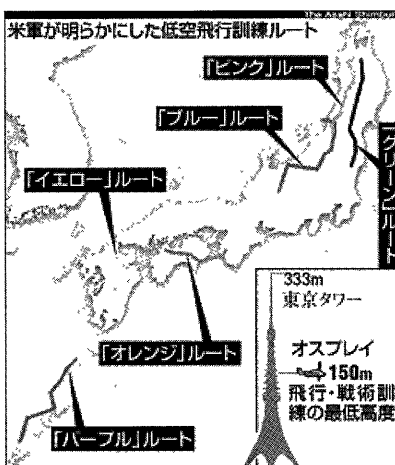 The Asahi Shimbun
米軍が明らかにした低空飛行訓練ルート
「ピンク」ルート
「ブルー」ルート
「グリーン」ルート
「イエロー」ルート
「オレンジ」ルート
「パープル」ルート
333m
東京タワー
オスプレイ
150m
飛行・戦術訓
練の最低高度